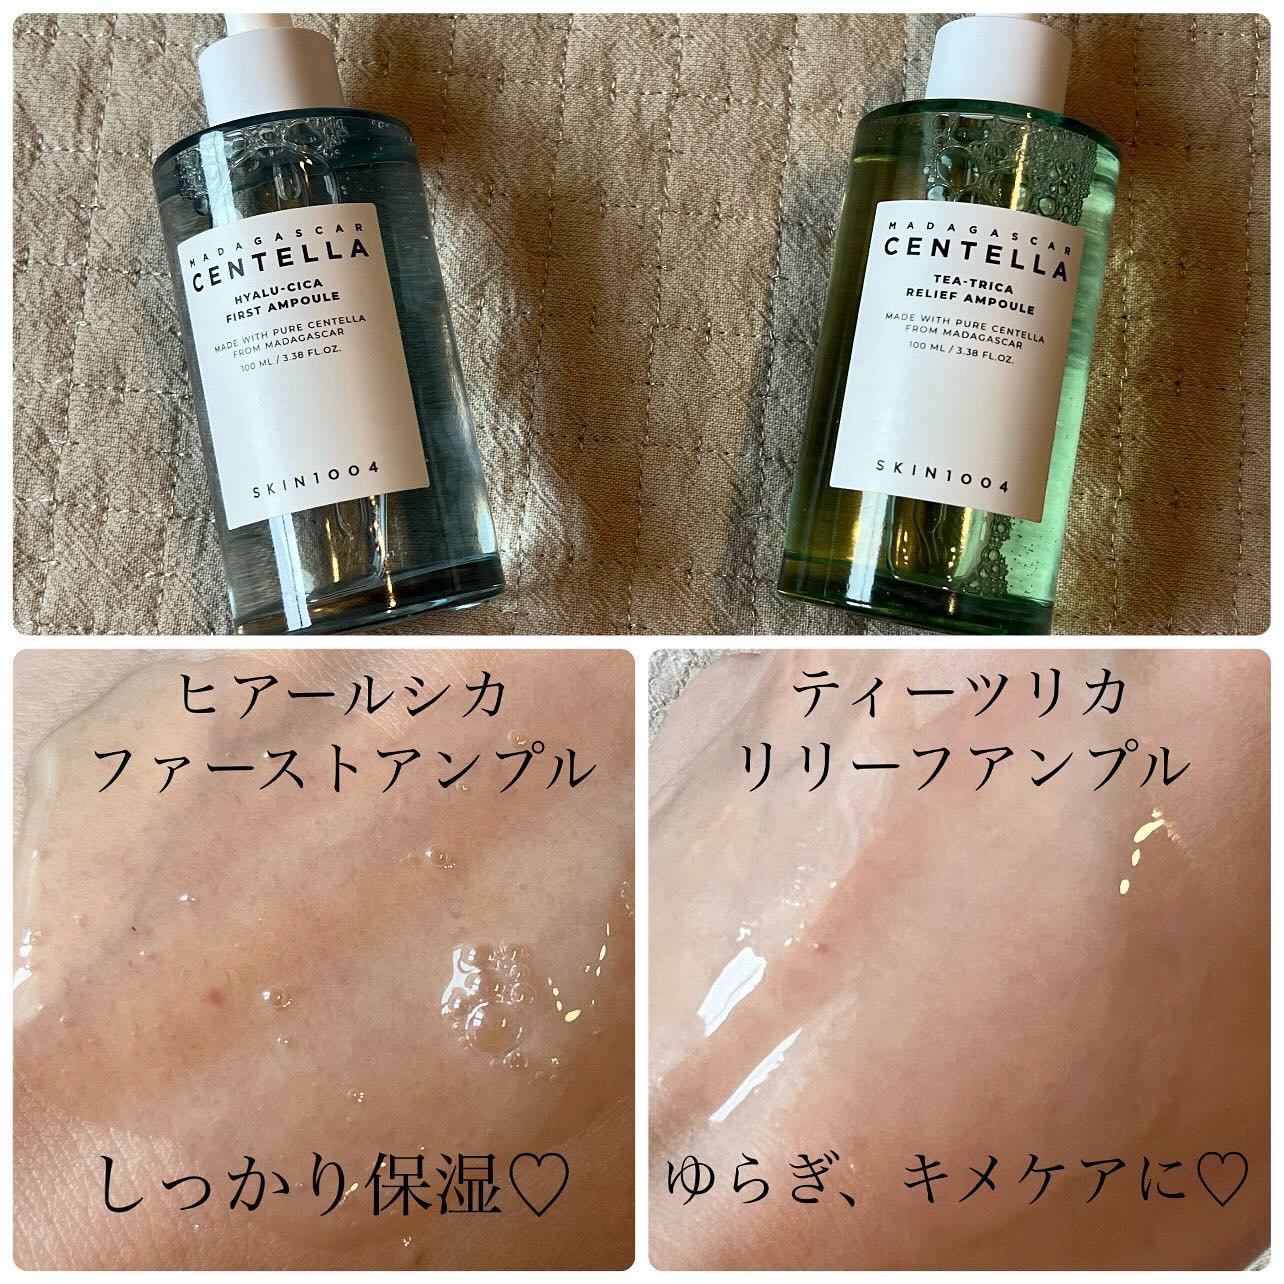 MADAGASCAR
CENTELLA
HYALU-CICA
FIRST AMPOULE
MADE WITH PURE CENTELLA
FROM MADAGASCAR
100 ML / 3.38 FL.OZ.
SKIN1004
MADAGASCAR
CENTELLA
TEA-TRICA
RELIEF AMPOULE
MADE WITH PURE CENTELLA
FROM MADAGASCAR
100 ML / 3.38 FL.OZ.
SKIN1004
ヒアールシカ
ファーストアンプル
しっかり保湿♡
ティーツリカ
リリーフアンプル
ゆらぎ、キメケアに♡